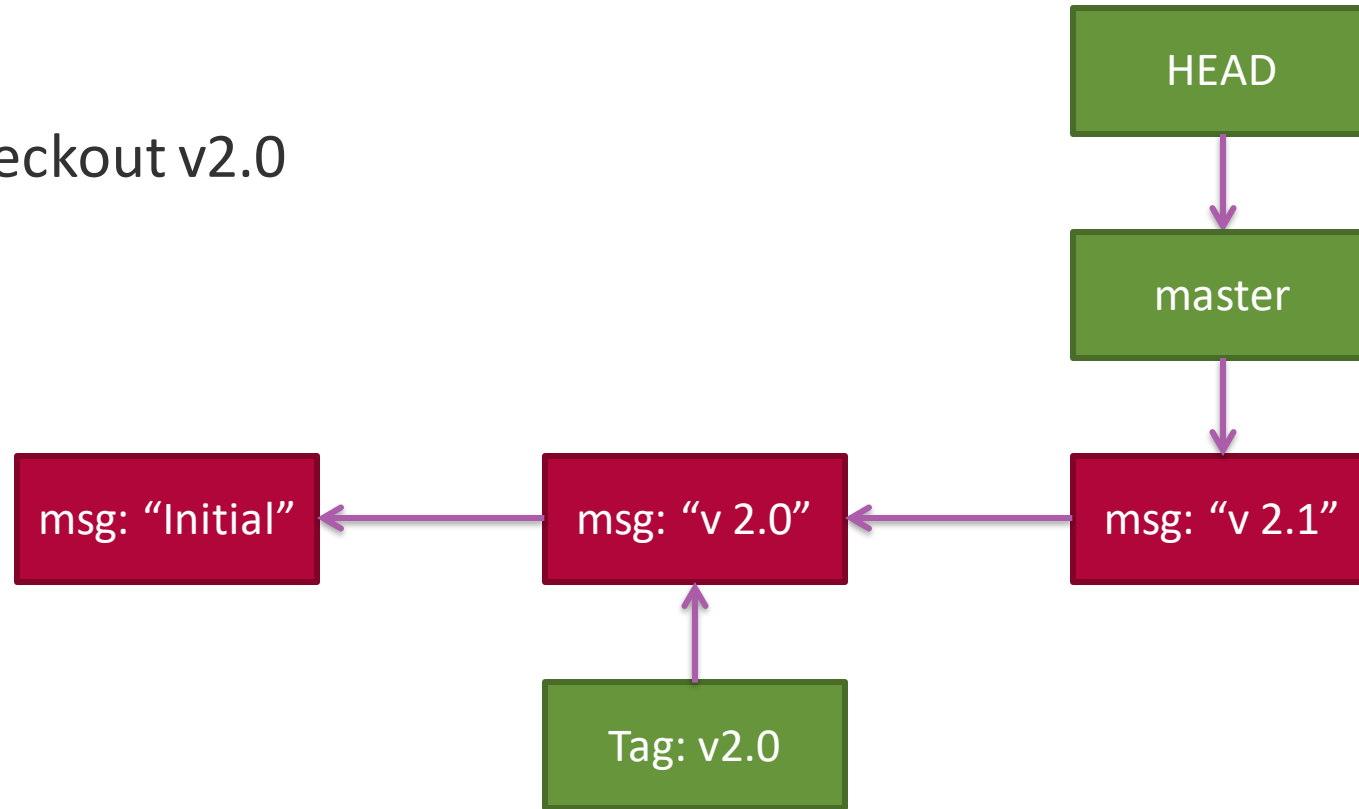 HEAD
eckout v2.0
master
msg: “Initial”
msg: “v 2.0”
msg: “v 2.1”
Tag: v2.0